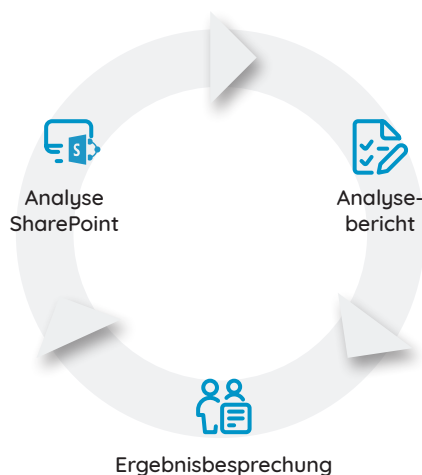 S
Analyse
SharePoint
Analyse-
bericht
Ergebnisbesprechung